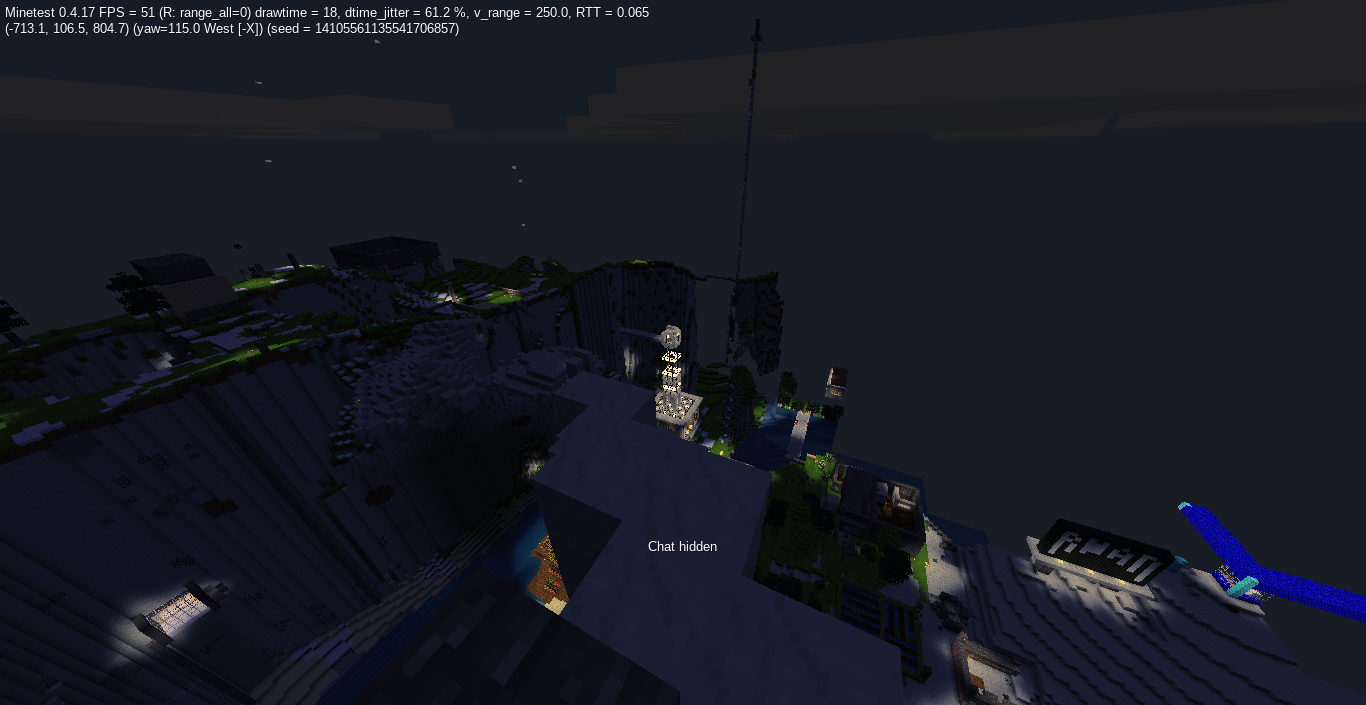 Minetest 0.4.17 FPS = 51 (R: range_all=0) drawtime = 18, dtime_jitter = 61.2 %, v_range = 250.0, RTT = 0.065
(-713.1, 106.5, 804.7) (yaw=115.0 West [-X]) (seed = 14105561135541706857)
Chat hidden